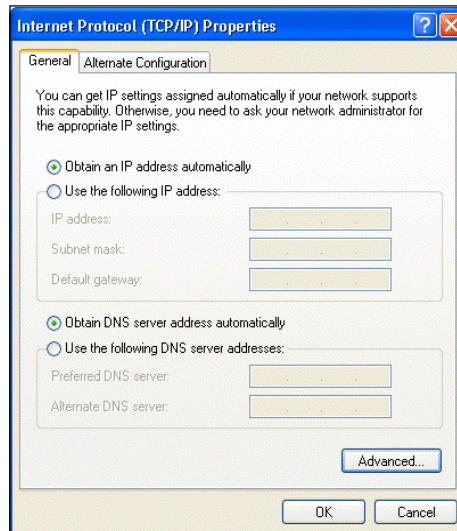 Internet Protocol (TCP/IP) Properties
General
Alternate Configuration
You can get IP settings assigned automatically if your network supports
this capability. Otherwise, you need to ask your network administrator for
the appropriate IP settings.
Obtain an IP address automatically
Use the following IP address:
IP address:
Subnet mask:
Default gateway:
Obtain DNS server address automatically
Use the following DNS server addresses:
Preferred DNS server:
Alternate DNS server:
Advanced...
OK
Cancel